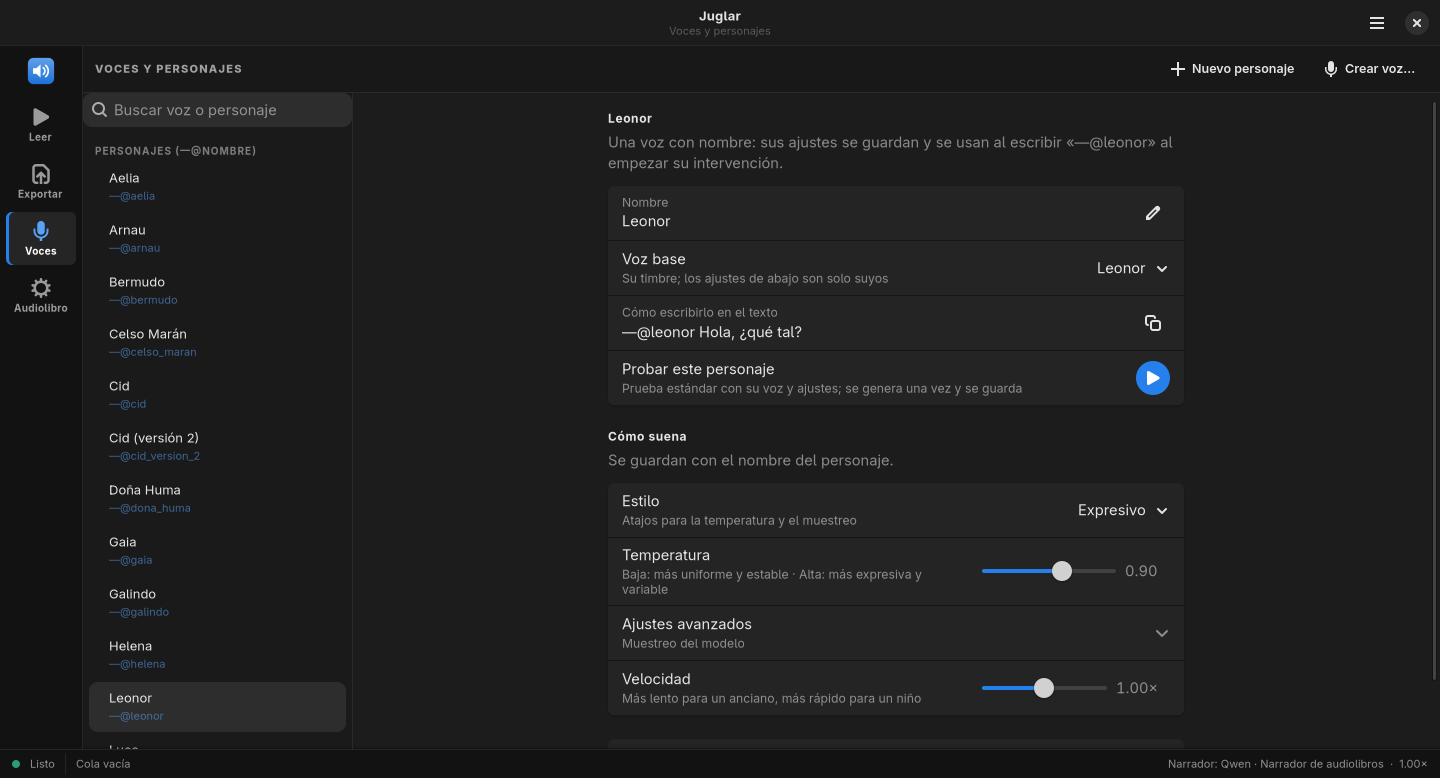 Juglar
Voces y personajes
VOCES Y PERSONAJES
Nuevo personaje
Crear voz...
Leer
Exportar
Voces
Audiolibro
Buscar voz o personaje
PERSONAJES (—@NOMBRE)
Aelia
—@aelia
Arnau
—@arnau
Bermudo
—@bermudo
Celso Marán
—@celso_maran
Cid
—@cid
Cid (versión 2)
—@cid_version_2
Doña Huma
—@dona_huma
Gaia
—@gaia
Galindo
—@galindo
Helena
—@helena
Leonor
—@leonor
Leonor
Una voz con nombre: sus ajustes se guardan y se usan al escribir «—@leonor» al
empezar su intervención.
Nombre
Leonor
Voz base
Su timbre; los ajustes de abajo son solo suyos
Leonor
Cómo escribirlo en el texto
—@leonor Hola, ¿qué tal?
Probar este personaje
Prueba estándar con su voz y ajustes; se genera una vez y se guarda
Cómo suena
Se guardan con el nombre del personaje.
Estilo
Atajos para la temperatura y el muestreo
Expresivo
Temperatura
Baja: más uniforme y estable · Alta: más expresiva y
variable
0.90
Ajustes avanzados
Muestreo del modelo
Velocidad
Más lento para un anciano, más rápido para un niño
1.00×
Listo
Cola vacía
Narrador: Qwen · Narrador de audiolibros · 1.00×